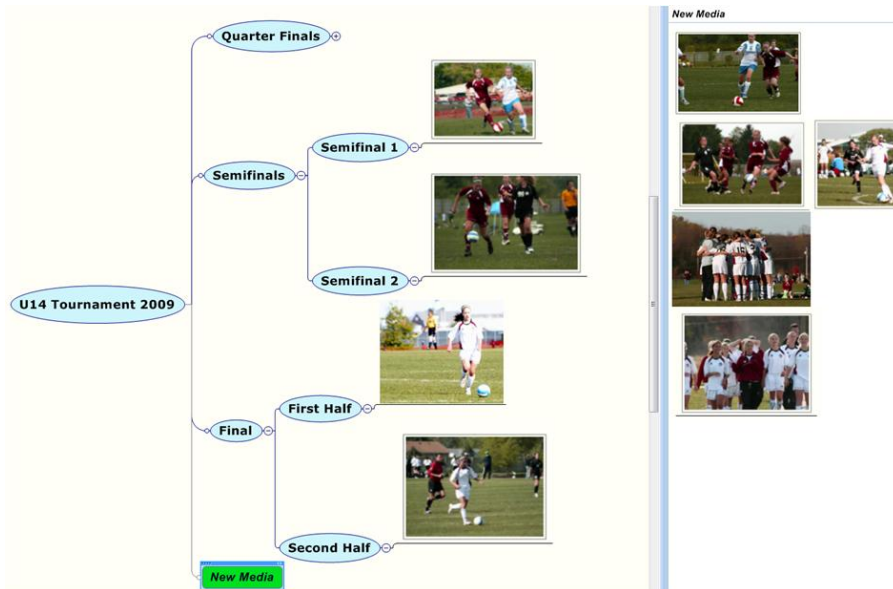 New Media
Quarter Finals
Semifinal 1
Semifinals
Semifinal 2
U14 Tournament 2009
First Half
Final
Second Half
New Media